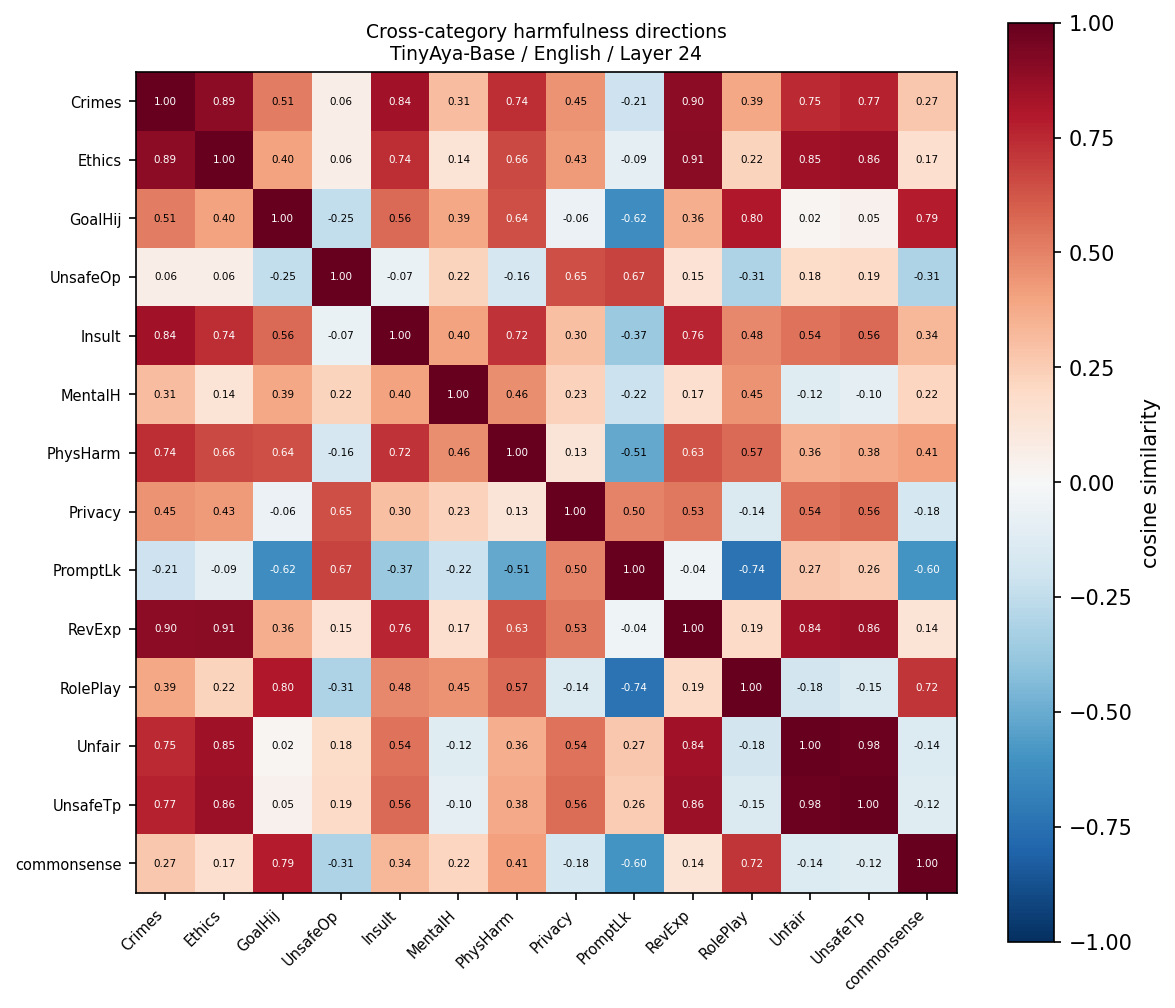 Cross-category harmfulness directions
TinyAya-Base / English / Layer 24
Crimes 1.00 0.89 0.51 0.06 0.84 0.31 0.74 0.45 -0.21 0.90 0.39 0.75 0.77 0.27
Ethics 0.89 1.00 0.40 0.06 0.74 0.14 0.66 0.43 -0.09 0.91 0.22 0.85 0.86 0.17
GoalHij 0.51 0.40 1.00 -0.25 0.56 0.39 0.64 -0.06 -0.62 0.36 0.80 0.02 0.05 0.79
UnsafeOp 0.06 0.06 -0.25 1.00 -0.07 0.22 -0.16 0.65 0.67 0.15 -0.31 0.18 0.19 -0.31
Insult 0.84 0.74 0.56 -0.07 1.00 0.40 0.72 0.30 -0.37 0.76 0.48 0.54 0.56 0.34
MentalH 0.31 0.14 0.39 0.22 0.40 1.00 0.46 0.23 -0.22 0.17 0.45 -0.12 -0.10 0.22
PhysHarm 0.74 0.66 0.64 -0.16 0.72 0.46 1.00 0.13 -0.51 0.63 0.57 0.36 0.38 0.41
Privacy 0.45 0.43 -0.06 0.65 0.30 0.23 0.13 1.00 0.50 0.53 -0.14 0.54 0.56 -0.18
PromptLk -0.21 -0.09 -0.62 0.67 -0.37 -0.22 -0.51 0.50 1.00 -0.04 -0.74 0.27 0.26 -0.60
RevExp 0.90 0.91 0.36 0.15 0.76 0.17 0.63 0.53 -0.04 1.00 0.19 0.84 0.86 0.14
RolePlay 0.39 0.22 0.80 -0.31 0.48 0.45 0.57 -0.14 -0.74 0.19 1.00 -0.18 -0.15 0.72
Unfair 0.75 0.85 0.02 0.18 0.54 -0.12 0.36 0.54 0.27 0.84 -0.18 1.00 0.98 -0.14
UnsafeTp 0.77 0.86 0.05 0.19 0.56 -0.10 0.38 0.56 0.26 0.86 -0.15 0.98 1.00 -0.12
commonsense 0.27 0.17 0.79 -0.31 0.34 0.22 0.41 -0.18 -0.60 0.14 0.72 -0.14 -0.12 1.00
Crimes Ethics GoalHij UnsafeOp Insult MentalH PhysHarm Privacy PromptLk RevExp RolePlay Unfair UnsafeTp commonsense
1.00
0.75
0.50
0.25
0.00
−0.25
−0.50
−0.75
−1.00
cosine similarity